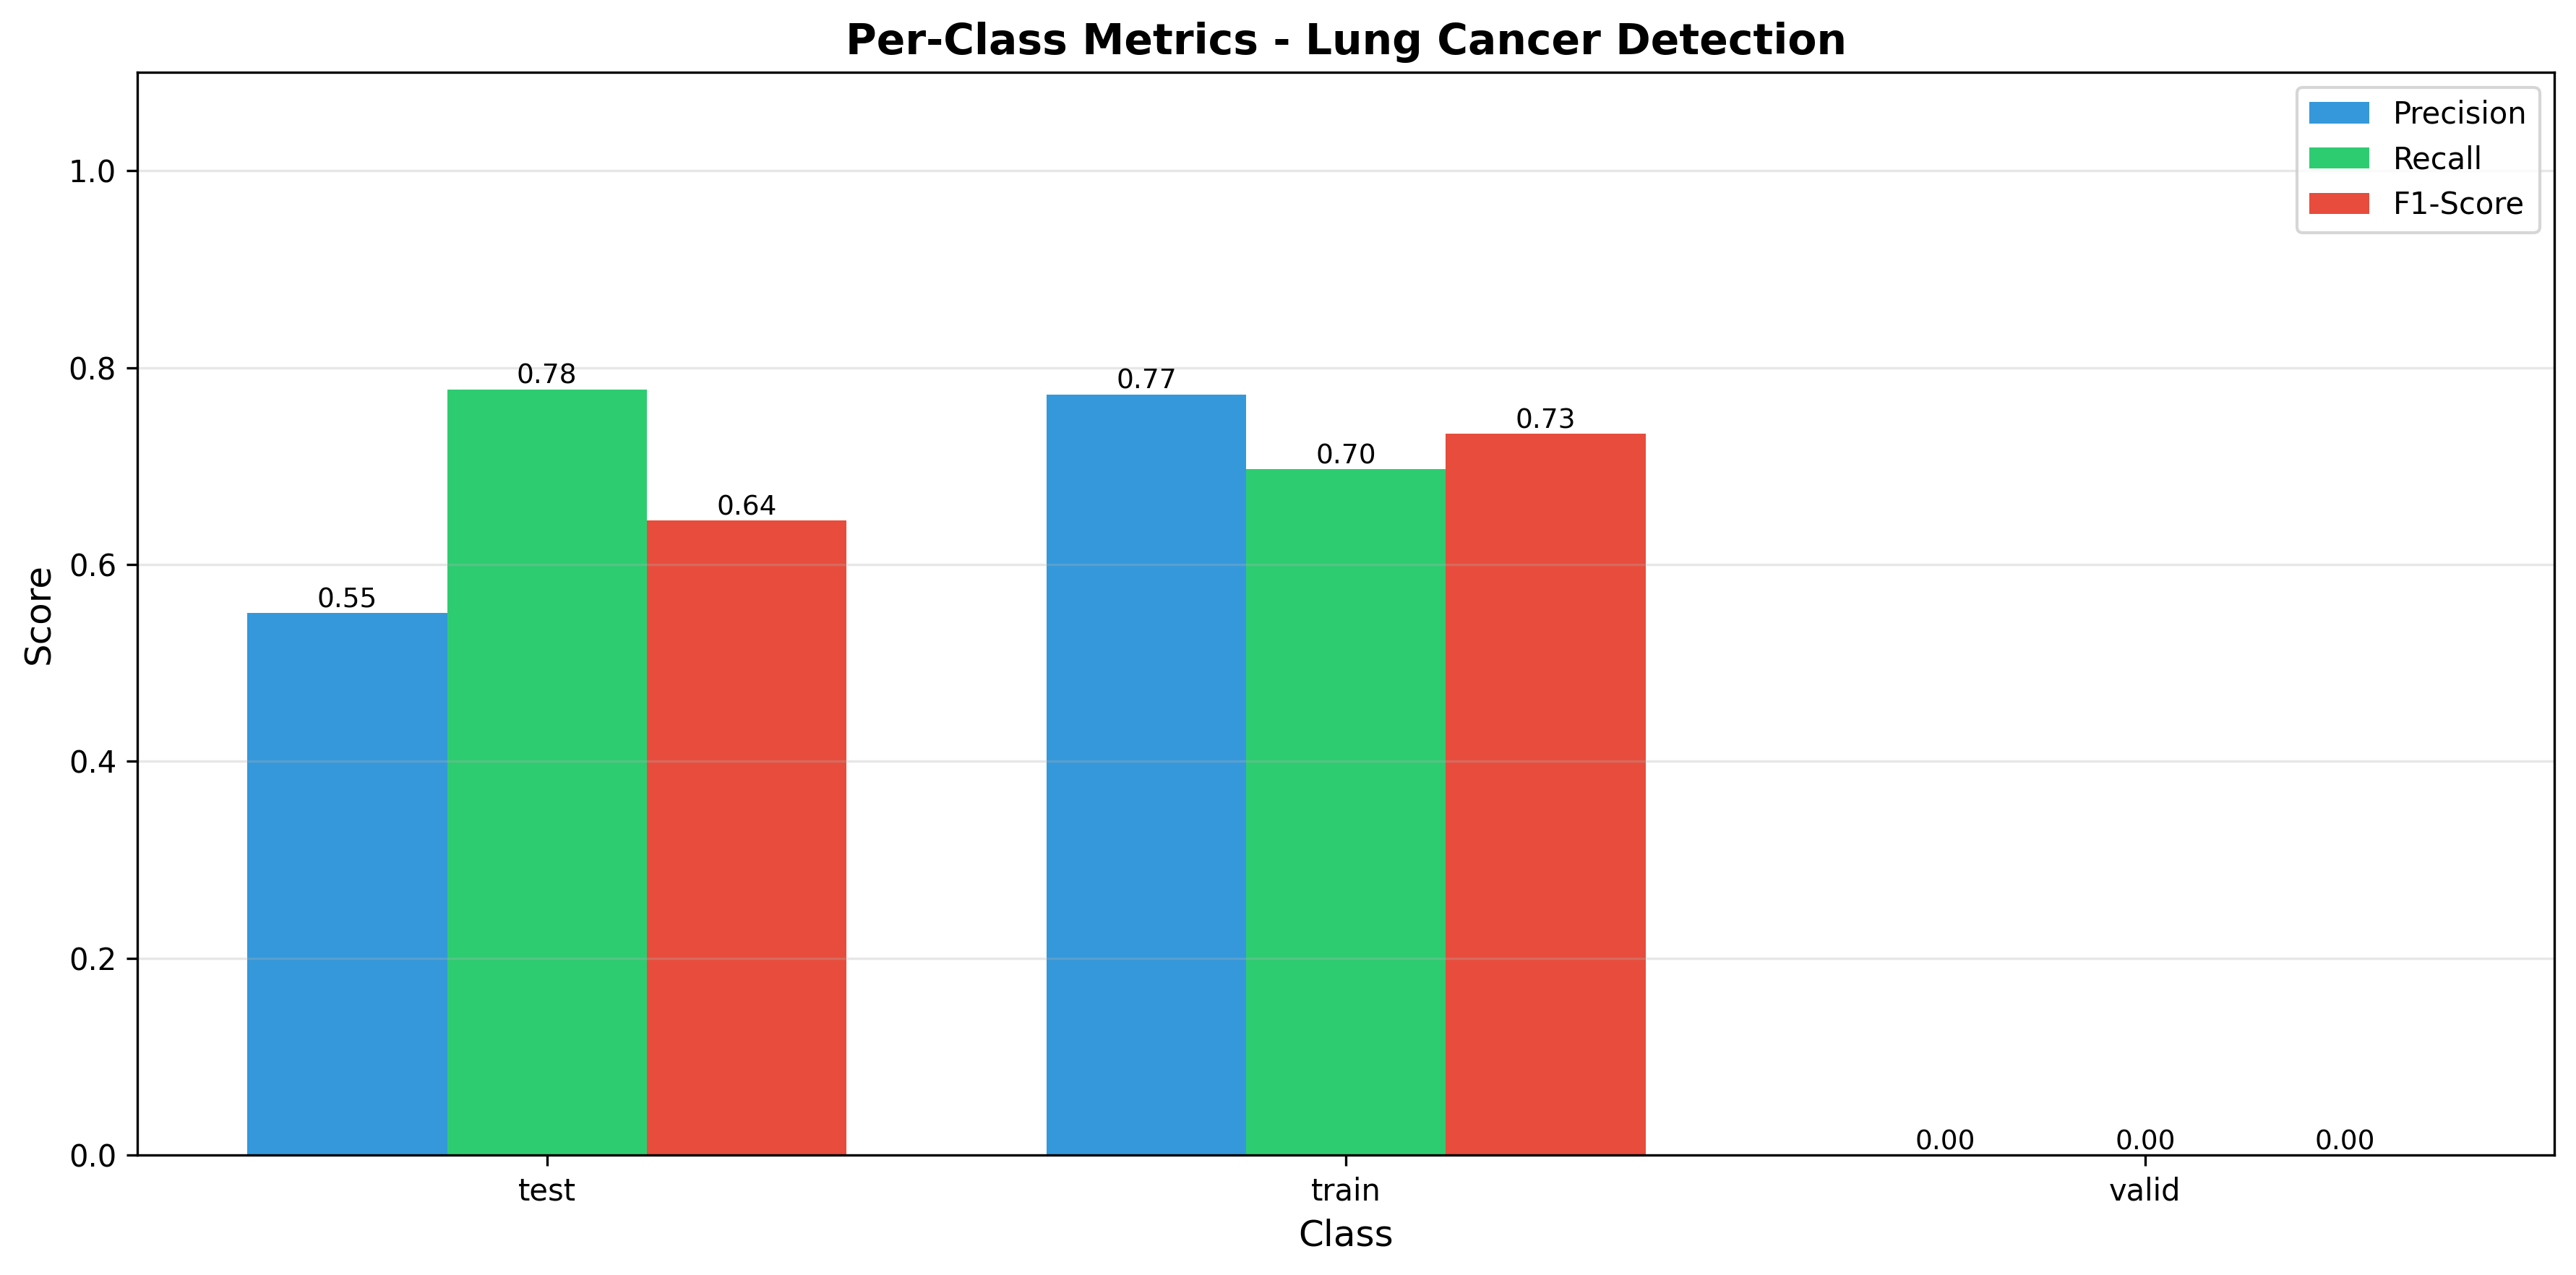 Per-Class Metrics - Lung Cancer Detection
Precision
Recall
F1-Score
1.0
0.8
0.6
0.4
0.2
0.0
Score
0.55
0.78
0.64
0.77
0.70
0.73
0.00
0.00
0.00
test
train
valid
Class